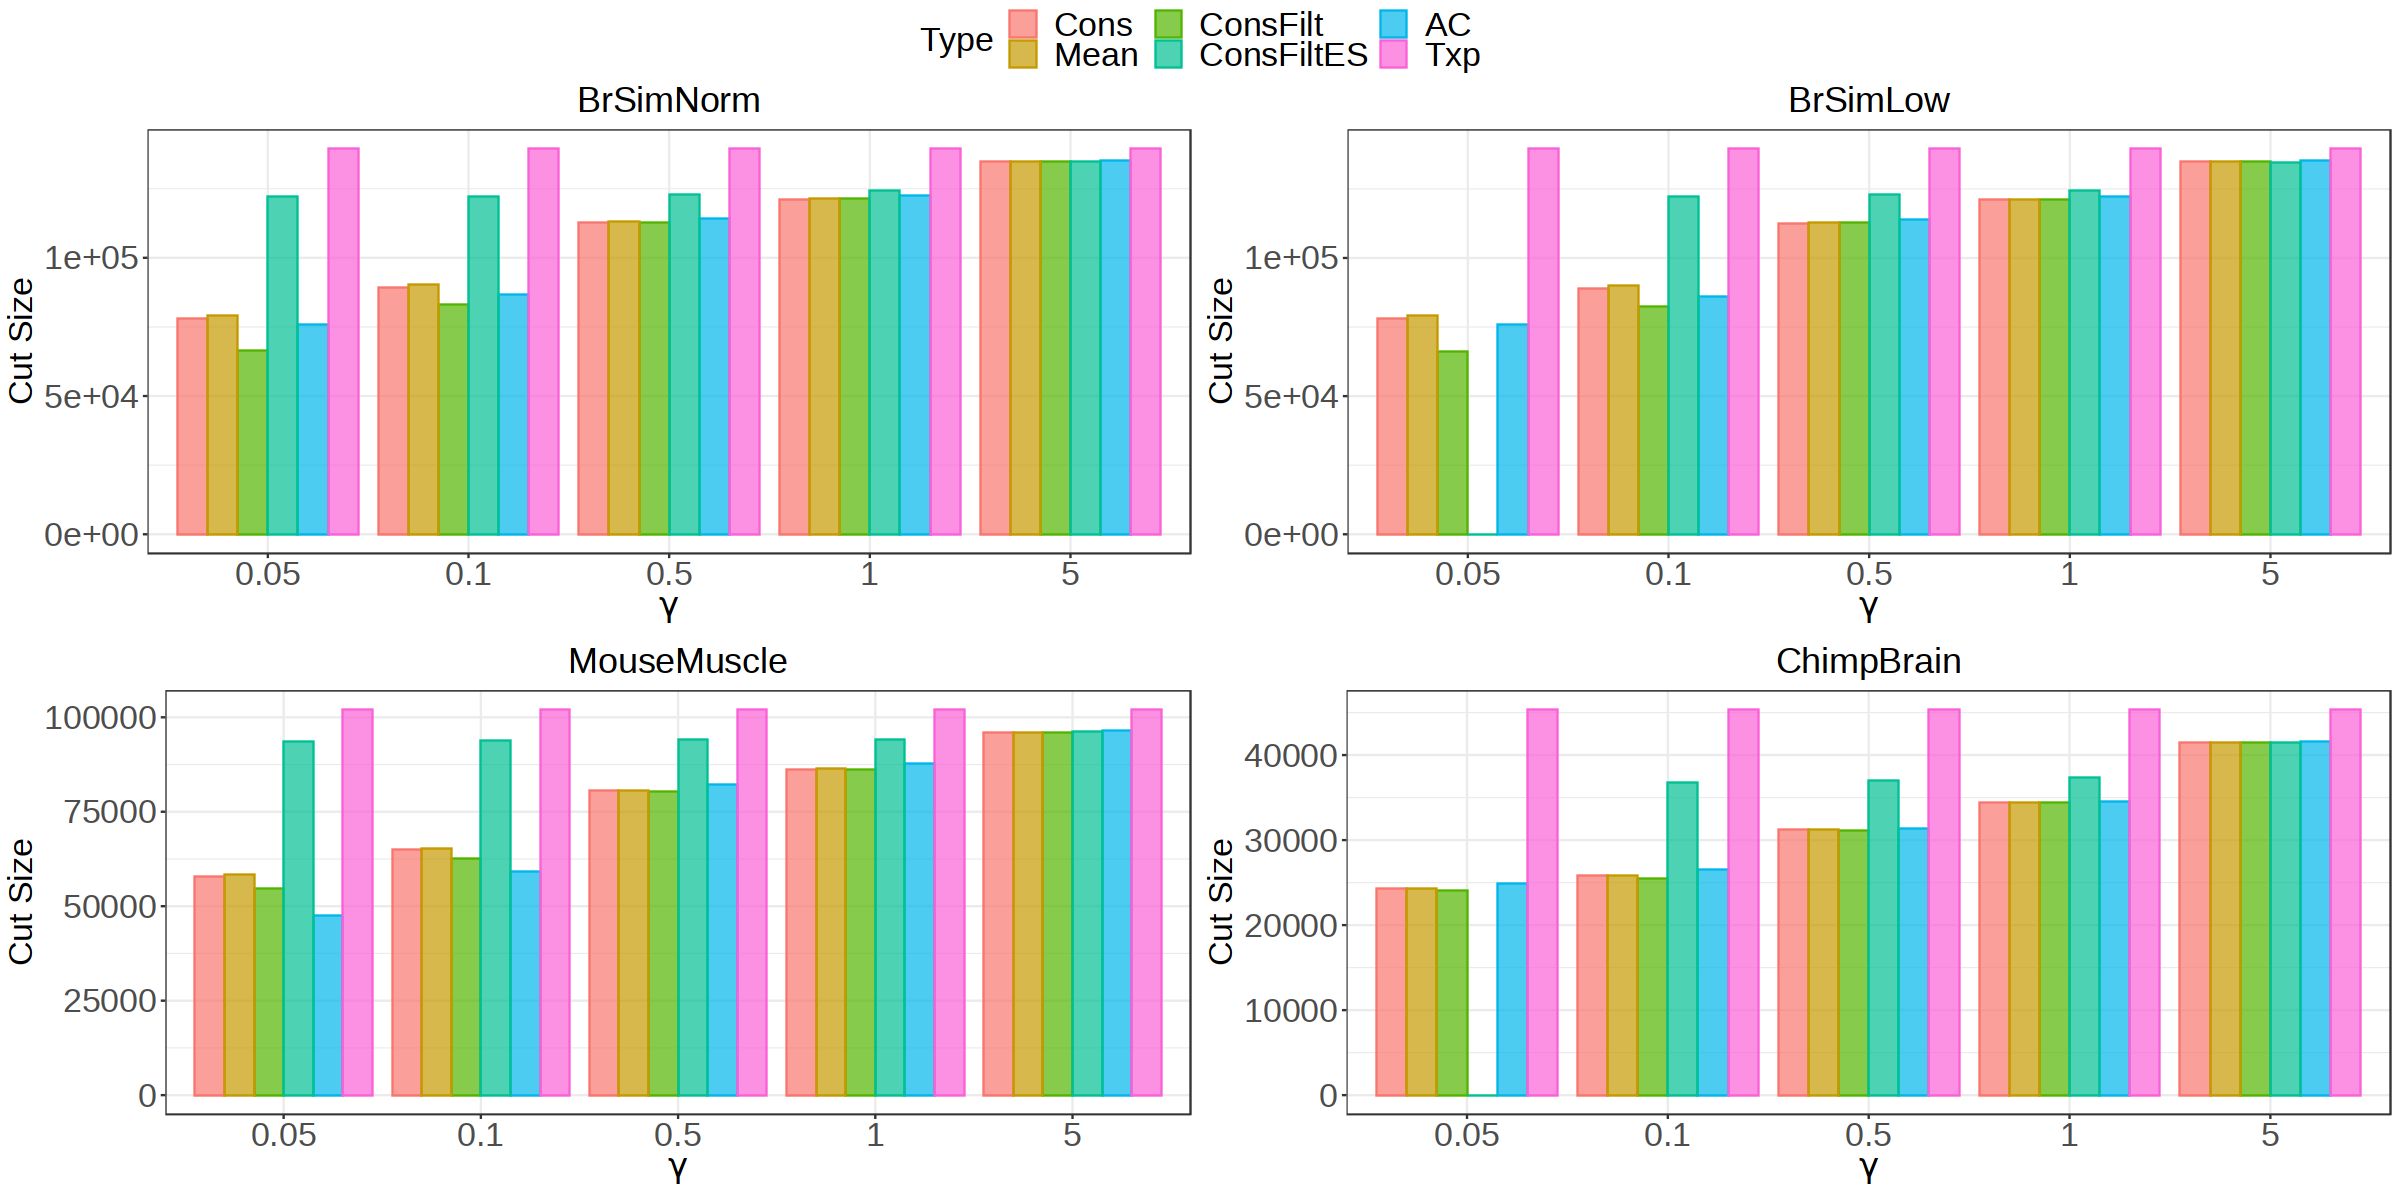 Type Cons ConsFilt AC
Mean ConsFiltES Txp
BrSimNorm
Cut Size
1e+05
5e+04
0e+00
0.05 0.1 0.5 1 5
γ
BrSimLow
Cut Size
1e+05
5e+04
0e+00
0.05 0.1 0.5 1 5
γ
MouseMuscle
Cut Size
100000
75000
50000
25000
0
0.05 0.1 0.5 1 5
γ
ChimpBrain
Cut Size
40000
30000
20000
10000
0
0.05 0.1 0.5 1 5
γ